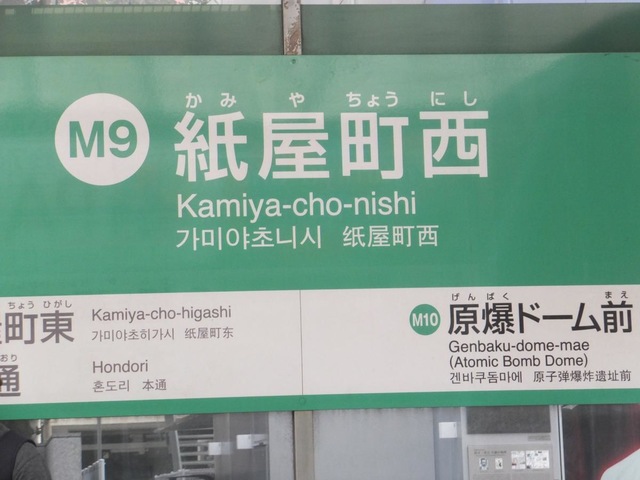 かみ や ちょう にし
M9 紙屋町西
Kamiya-cho-nishi
가미야초니시 纸屋町西
ちょう ひがし
町東
Kamiya-cho-higashi
가미야초히가시 纸屋町东
おり
通
Hondori
혼도리 本通
げんばく まえ
M10 原爆ドーム前
Genbaku-dome-mae
(Atomic Bomb Dome)
겐바쿠돔마에 原子弹爆炸遗址前